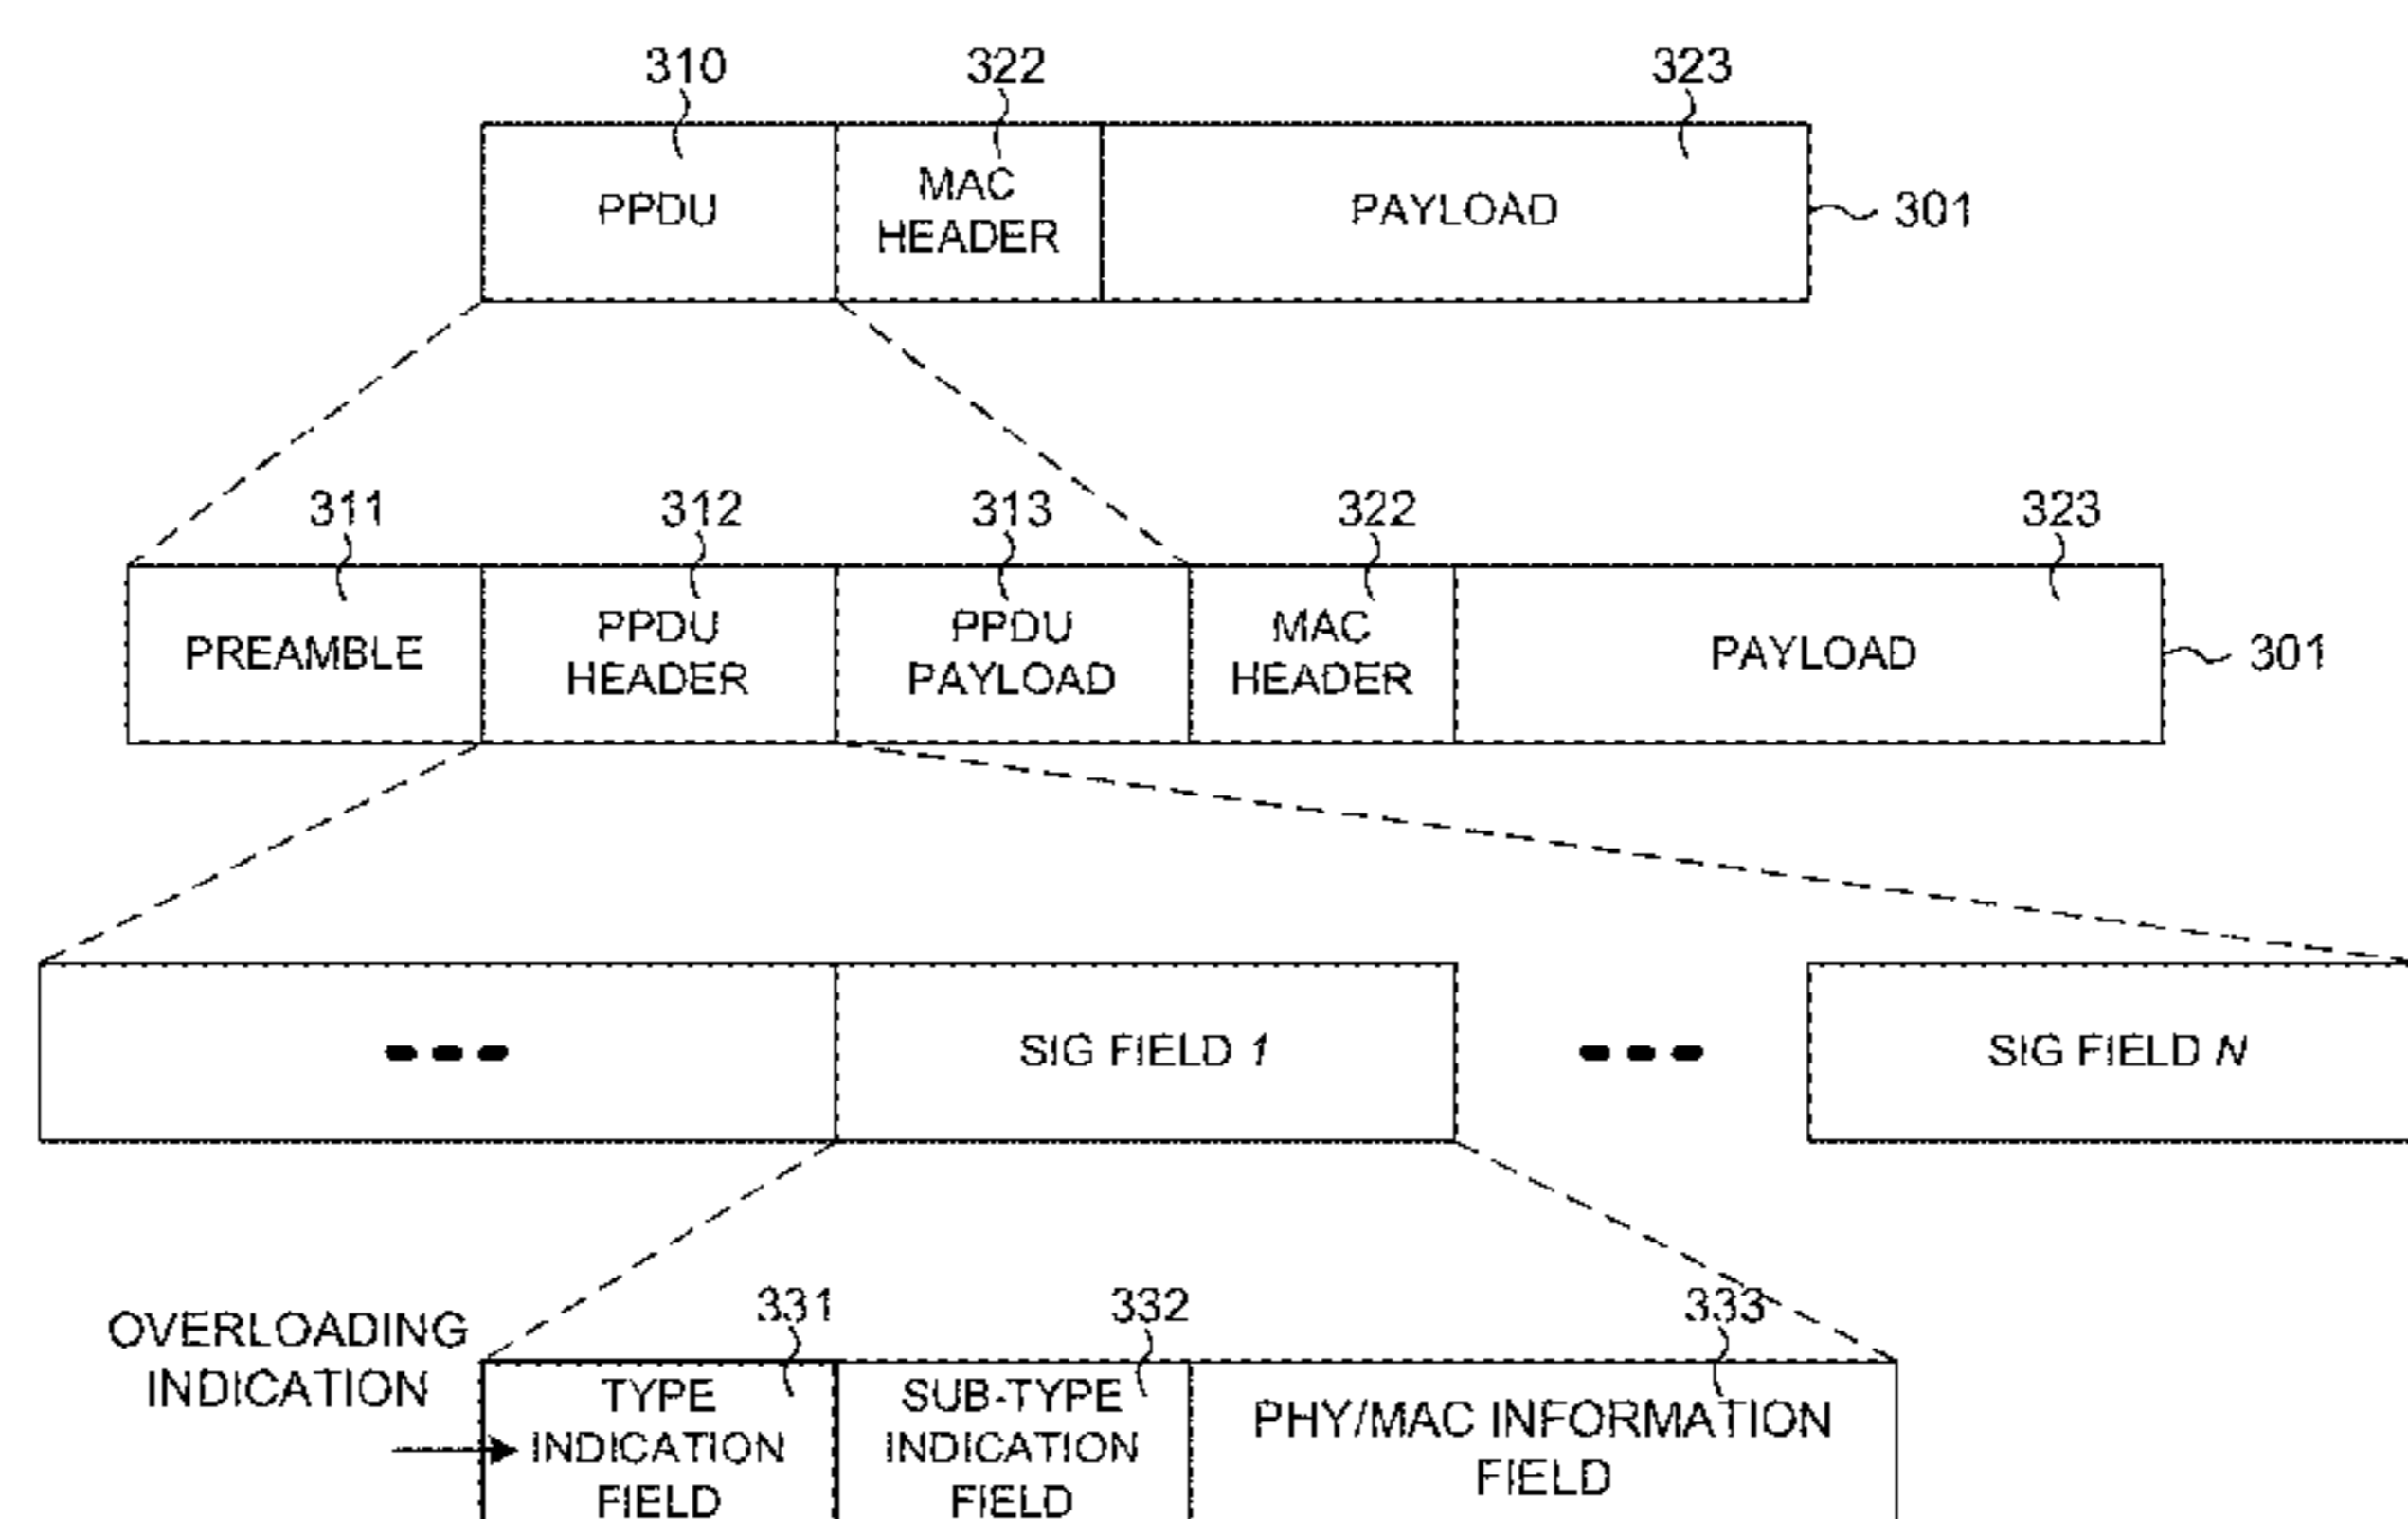 310 322 323
PPDU
MAC
HEADER
PAYLOAD
301
311 312 313 322 323
PREAMBLE
PPDU
HEADER
PPDU
PAYLOAD
MAC
HEADER
PAYLOAD
301
SIG FIELD 1
SIG FIELD N
331 332 333
OVERLOADING
INDICATION
TYPE
INDICATION
FIELD
SUB-TYPE
INDICATION
FIELD
PHY/MAC INFORMATION
FIELD